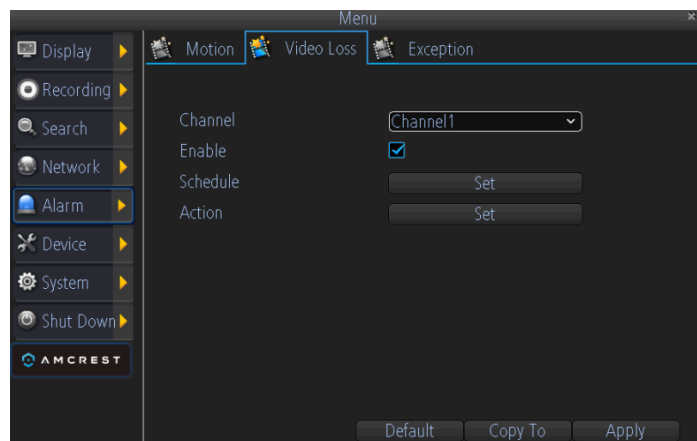 Menu
Display
Recording
Search
Network
Alarm
Device
System
Shut Down
AMCREST
Motion Video Loss Exception
Channel Channel1
Enable
Schedule Set
Action Set
Default Copy To Apply